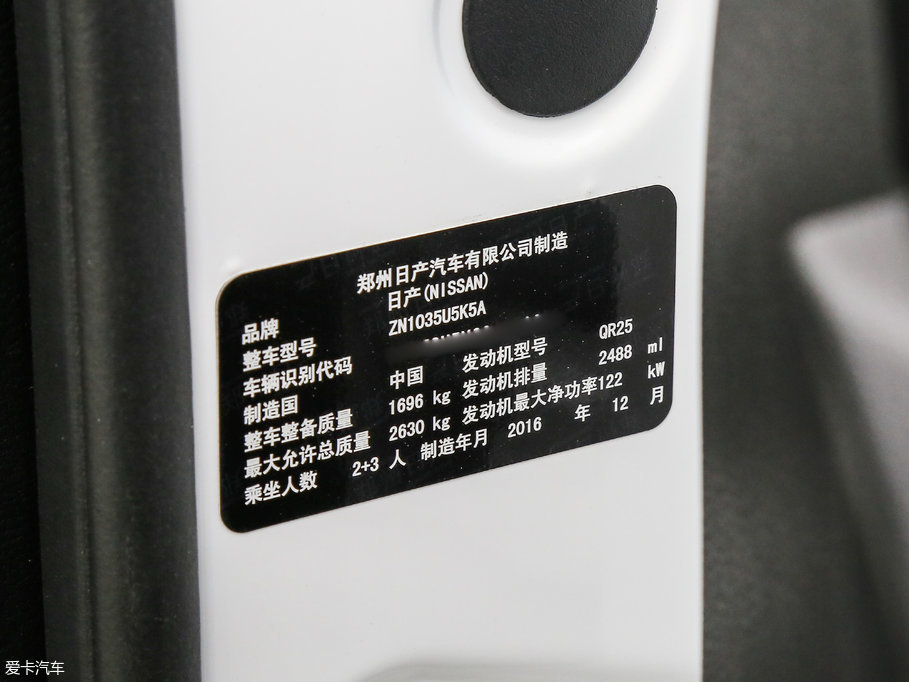 郑州日产汽车有限公司制造
品牌 日产(NISSAN)
整车型号 ZN1035U5K5A
车辆识别代码
制造国 中国 发动机型号 QR25
整车整备质量 1696 kg 发动机排量 2488 ml
最大允许总质量 2630 kg 发动机最大净功率122 kW
乘坐人数 2+3 人 制造年月 2016 年 12 月
爱卡汽车